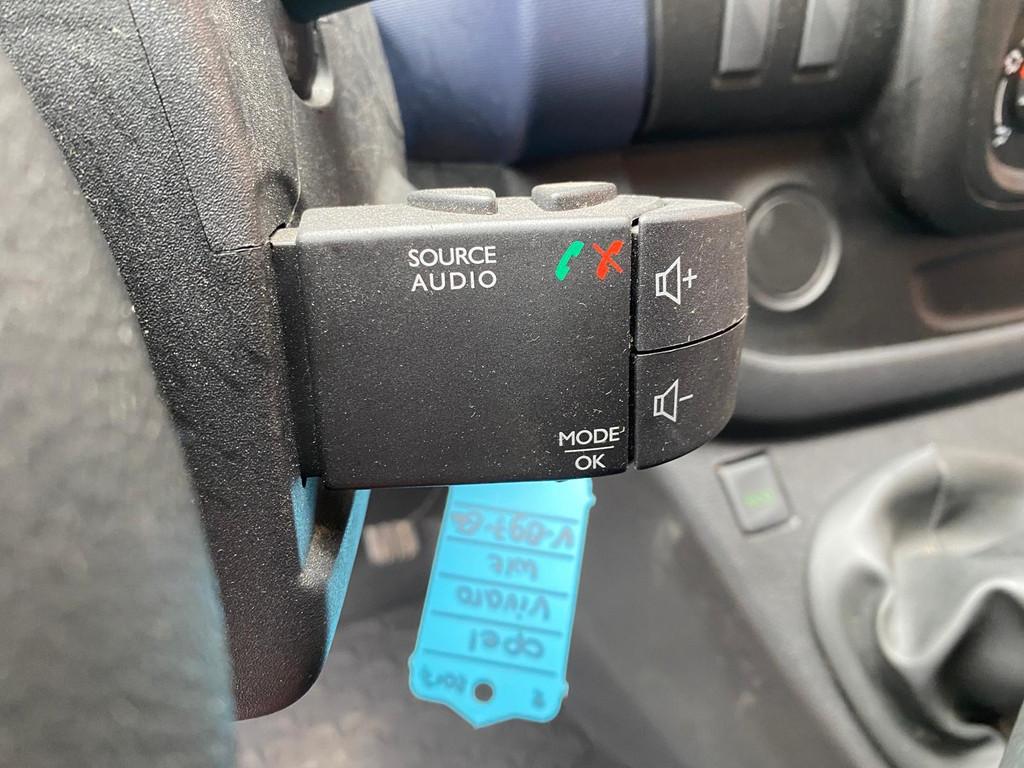 SOURCE
AUDIO
+
-
MODE
OK
opel
Vivaro
wit